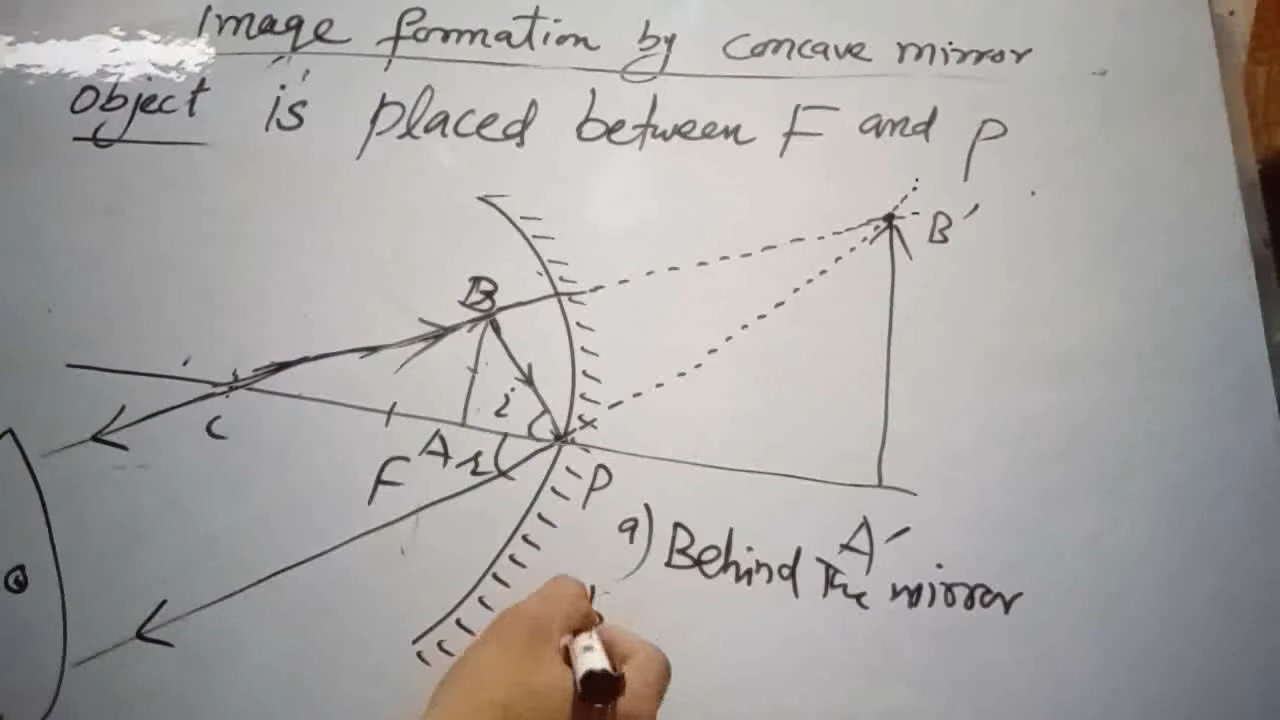 Image formation by concave mirror
object is placed between F and P
B'
B
C
i
F
A
r
P
A'
a) Behind The mirror